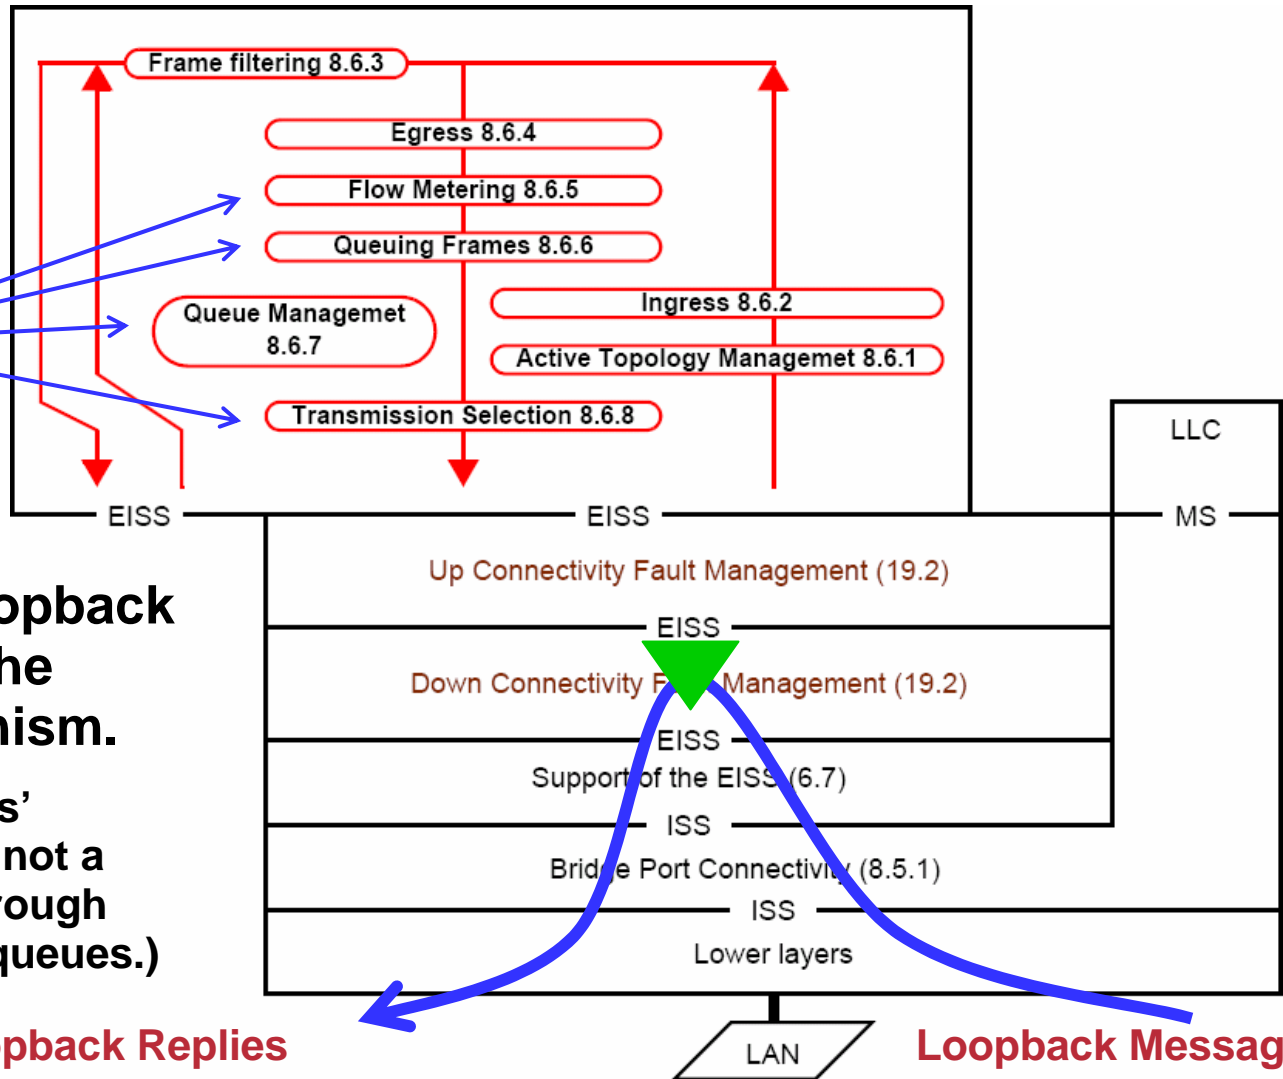 Frame filtering 8.6.3
Egress 8.6.4
Flow Metering 8.6.5
Queuing Frames 8.6.6
Queue Managemet
8.6.7
Ingress 8.6.2
Active Topology Managemet 8.6.1
Transmission Selection 8.6.8
LLC
EISS
EISS
MS
Up Connectivity Fault Management (19.2)
EISS
Down Connectivity F Management (19.2)
EISS
Support of the EISS (6.7)
ISS
Bridge Port Connectivity (8.5.1)
ISS
Lower layers
LAN
opback
he
nism.
s’
not a
rough
queues.)
pback Replies
Loopback Messag